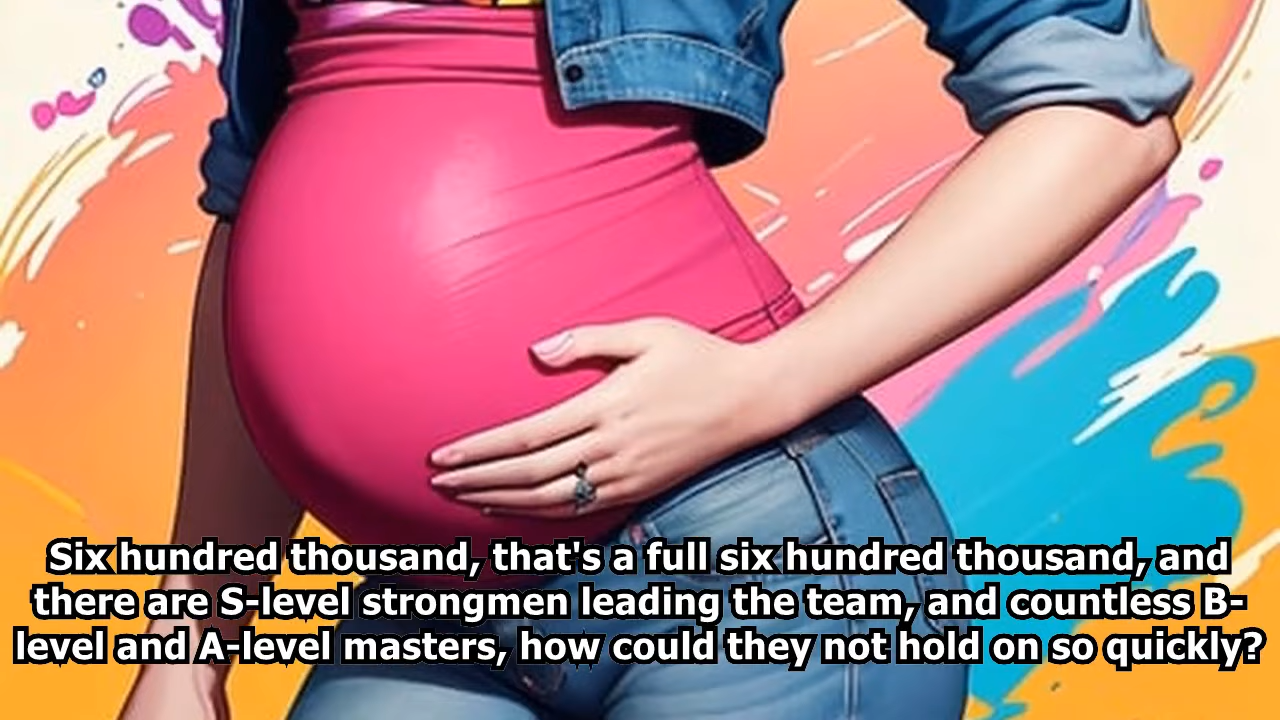 Six hundred thousand, that's a full six hundred thousand, and
there are S-level strongmen leading the team, and countless B-
level and A-level masters, how could they not hold on so quickly?